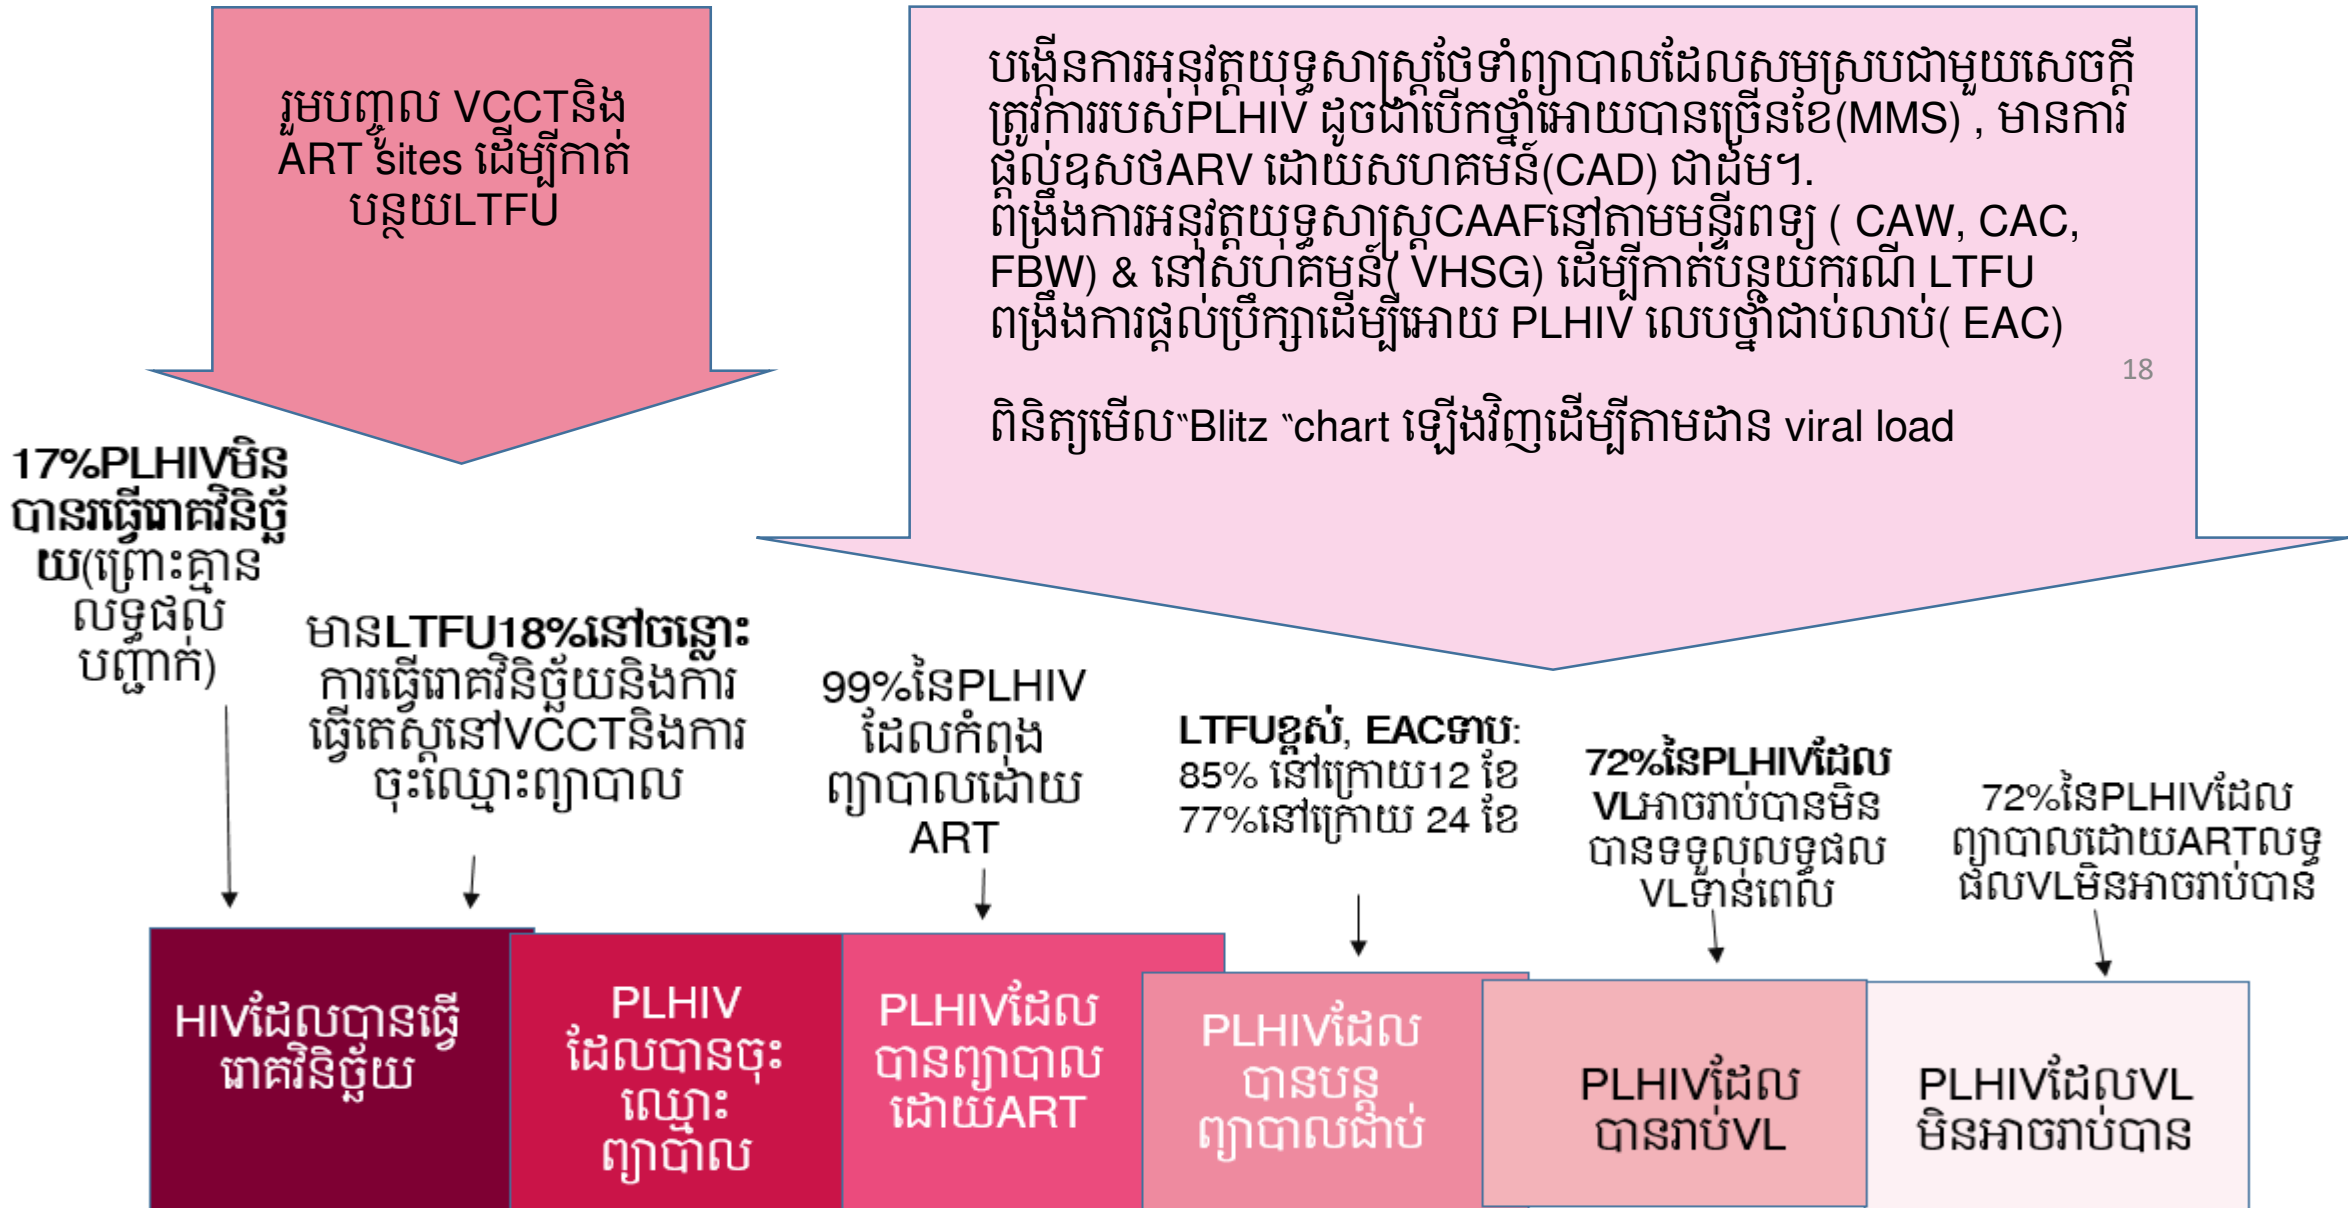 រួមបញ្ចូល VCCTនិង
ART sites ដើម្បីកាត់
បន្ថយLTFU
បង្កើនការអនុវត្តយុទ្ធសាស្ត្រថែទាំព្យាបាលដែលសមស្របជាមួយសេចក្តី
ត្រូវការរបស់PLHIV ដូចជាបើកថ្នាំអោយបានច្រើនខែ(MMS) , មានការ
ផ្តល់ឱសថARV ដោយសហគមន៍(CAD) ជាដើម។.
ពង្រឹងការអនុវត្តយុទ្ធសាស្ត្រCAAFនៅតាមមន្ទីរពេទ្យ ( CAW, CAC,
FBW) & នៅសហគមន៍( VHSG) ដើម្បីកាត់បន្ថយករណី LTFU
ពង្រឹងការផ្តល់ប្រឹក្សាដើម្បីអោយ PLHIV លេបថ្នាំជាប់លាប់( EAC)
18
ពិនិត្យមើល“Blitz “chart ឡើងវិញដើម្បីតាមដាន viral load
17%PLHIVមិន
បានរធ្វើរោគវិនិច្ឆ័
យ(ព្រោះគ្មាន
លទ្ធផល
បញ្ជាក់)
មានLTFU18%នៅចន្លោះ
ការធ្វើរោគវិនិច្ឆ័យនិងការ
ធ្វើតេស្តនៅVCCTនិងការ
ចុះឈ្មោះព្យាបាល
99%នៃPLHIV
ដែលកំពុង
ព្យាបាលដោយ
ART
LTFUខ្ពស់, EACទាប:
85% នៅក្រោយ12 ខែ
77%នៅក្រោយ 24 ខែ
72%នៃPLHIVដែល
VLអាចរាប់បានមិន
បានទទួលលទ្ធផល
VLទាន់ពេល
72%នៃPLHIVដែល
ព្យាបាលដោយARTលទ្ធ
ផលVLមិនអាចរាប់បាន
HIVដែលបានធ្វើ
រោគវិនិច្ឆ័យ
PLHIV
ដែលបានចុះ
ឈ្មោះ
ព្យាបាល
PLHIVដែល
បានព្យាបាល
ដោយART
PLHIVដែល
បានបន្ត
ព្យាបាលជាប់
PLHIVដែល
បានរាប់VL
PLHIVដែលVL
មិនអាចរាប់បាន